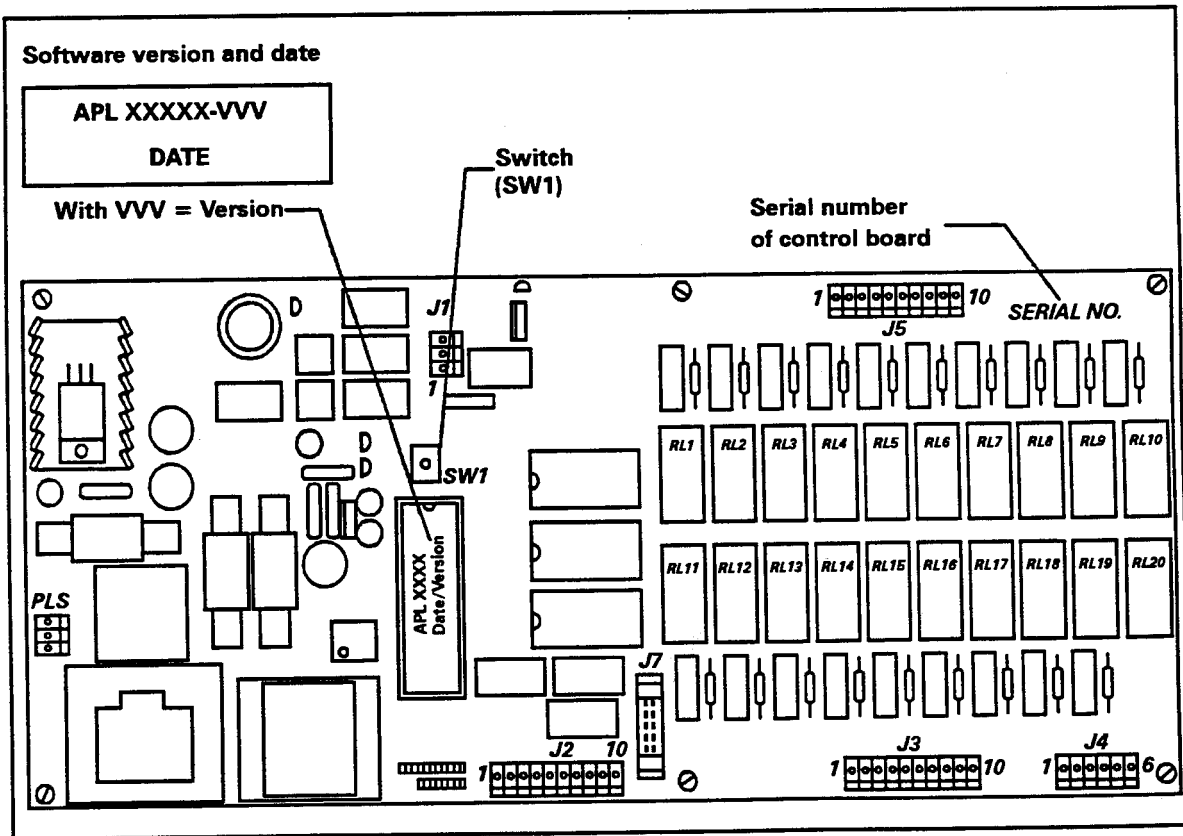 Software version and date
APL XXXXX-VVV
DATE
With VVV = Version
Switch
(SW1)
Serial number
of control board
J1
1
1 10
J5
SERIAL NO.
RL1 RL2 RL3 RL4 RL5 RL6 RL7 RL8 RL9 RL10
SW1
APL XXXX
Date/Version
RL11 RL12 RL13 RL14 RL15 RL16 RL17 RL18 RL19 RL20
PLS
J7
J2
1 10
J3
1 10
J4
1 6